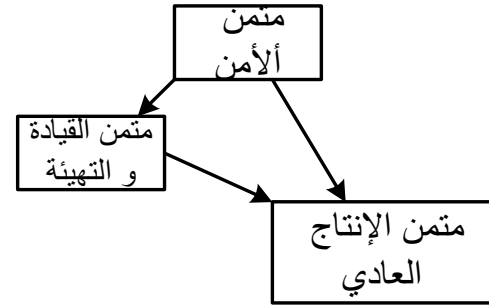 متمن
ألأمن
متمن القيادة
و التهيئة
متمن الإنتاج
العادي